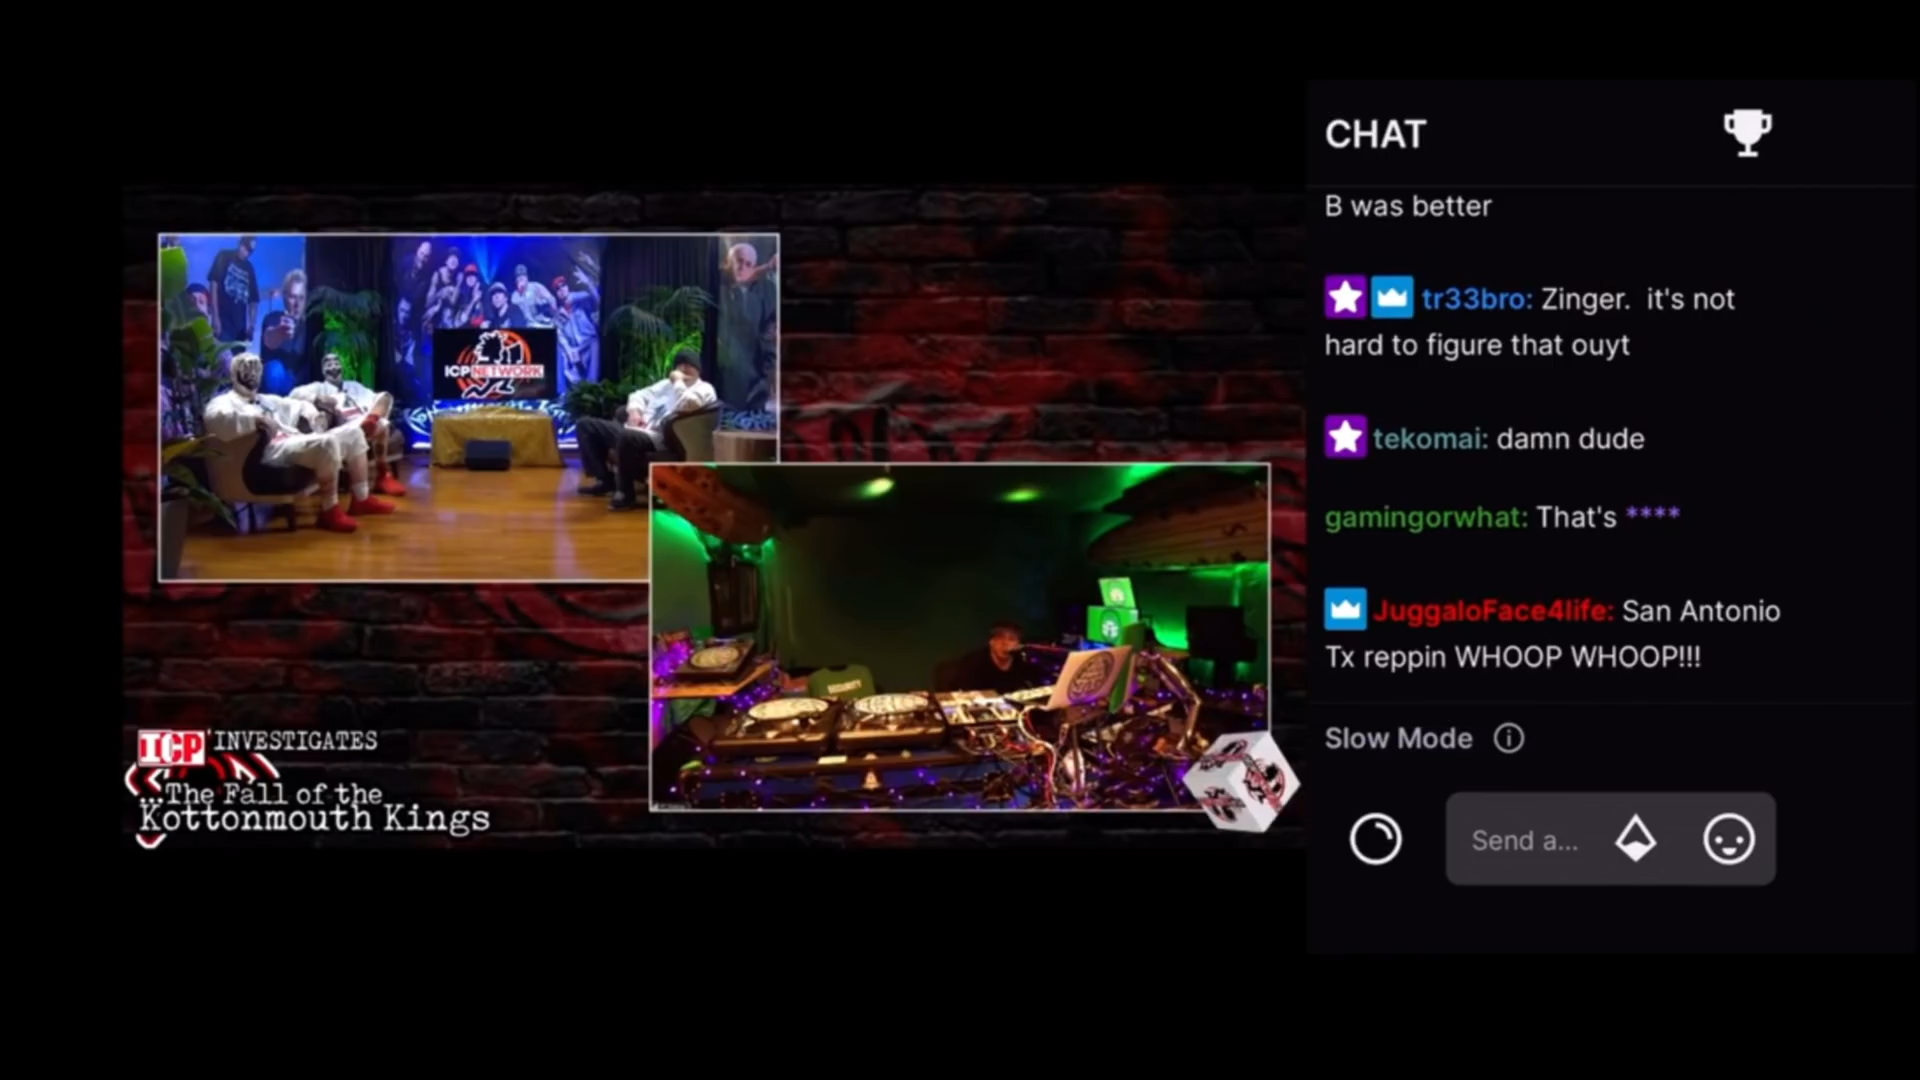 ICP NETWORK
SECURITY
ICP INVESTIGATES
...The Fall of the
Kottonmouth Kings
CHAT
B was better
tr33bro: Zinger.  it's not
hard to figure that ouyt
tekomai: damn dude
gamingorwhat: That's ****
JuggaloFace4life: San Antonio
Tx reppin WHOOP WHOOP!!!
Slow Mode
Send a...